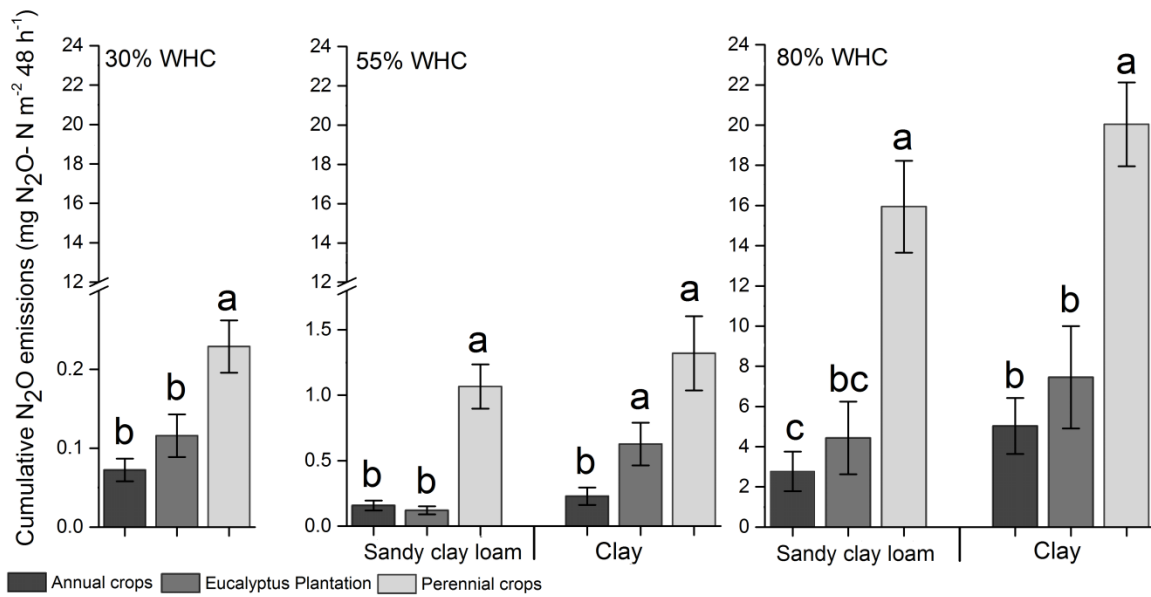 Cumulative N₂O emissions (mg N₂O- N m⁻² 48 h⁻¹)
30% WHC
24
22
20
18
16
14
12
0.2
0.1
0.0
b
b
a
55% WHC
24
22
20
18
16
14
12
1.5
1.0
0.5
0.0
b
b
a
b
a
a
Sandy clay loam
Clay
80% WHC
24
22
20
18
16
14
12
10
8
6
4
2
0
c
bc
a
b
b
a
Sandy clay loam
Clay
Annual crops Eucalyptus Plantation Perennial crops